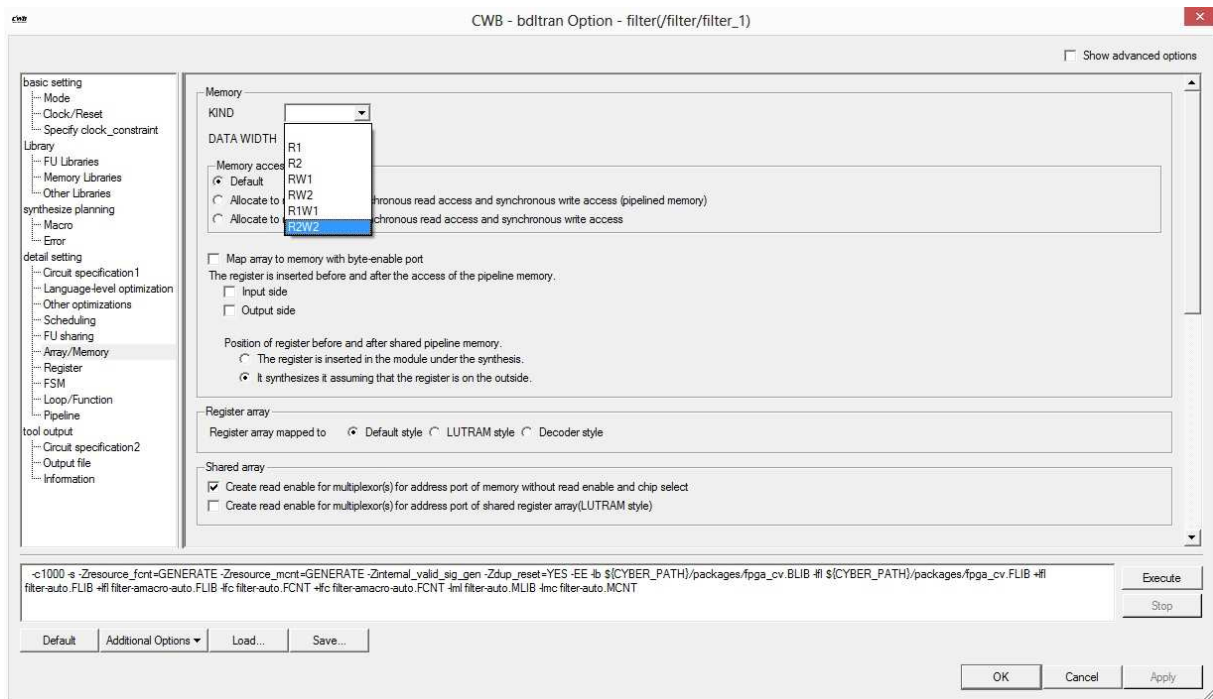 CWB
CWB - bdltran Option - filter(/filter/filter_1)
Show advanced options
basic setting
Mode
Clock/Reset
Specify clock_constraint
Library
FU Libraries
Memory Libraries
Other Libraries
synthesize planning
Macro
Error
detail setting
Circuit specification1
Language-level optimization
Other optimizations
Scheduling
FU sharing
Array/Memory
Register
FSM
Loop/Function
Pipeline
tool output
Circuit specification2
Output file
Information
Memory
KIND
DATA WIDTH
R1
R2
RW1
RW2
R1W1
R2W2
Memory acces
Default
Allocate to chronous read access and synchronous write access (pipelined memory)
Allocate to chronous read access and synchronous write access
Map array to memory with byte-enable port
The register is inserted before and after the access of the pipeline memory.
Input side
Output side
Position of register before and after shared pipeline memory.
The register is inserted in the module under the synthesis.
It synthesizes it assuming that the register is on the outside.
Register array
Register array mapped to Default style LUTRAM style Decoder style
Shared array
Create read enable for multiplexor(s) for address port of memory without read enable and chip select
Create read enable for multiplexor(s) for address port of shared register array(LUTRAM style)
-c1000 -s -Zresource_fcnt=GENERATE -Zresource_mcnt=GENERATE -Zinternal_valid_sig_gen -Zdup_reset=YES -EE -lb ${CYBER_PATH}/packages/fpga_cv.BLIB -lfl ${CYBER_PATH}/packages/fpga_cv.FLIB +lfl
filter-auto.FLIB +lfl filter-amacro-auto.FLIB -lfc filter-auto.FCNT +lfc filter-amacro-auto.FCNT -lml filter-auto.MLIB -lmc filter-auto.MCNT
Execute
Stop
Default Additional Options Load... Save...
OK Cancel Apply